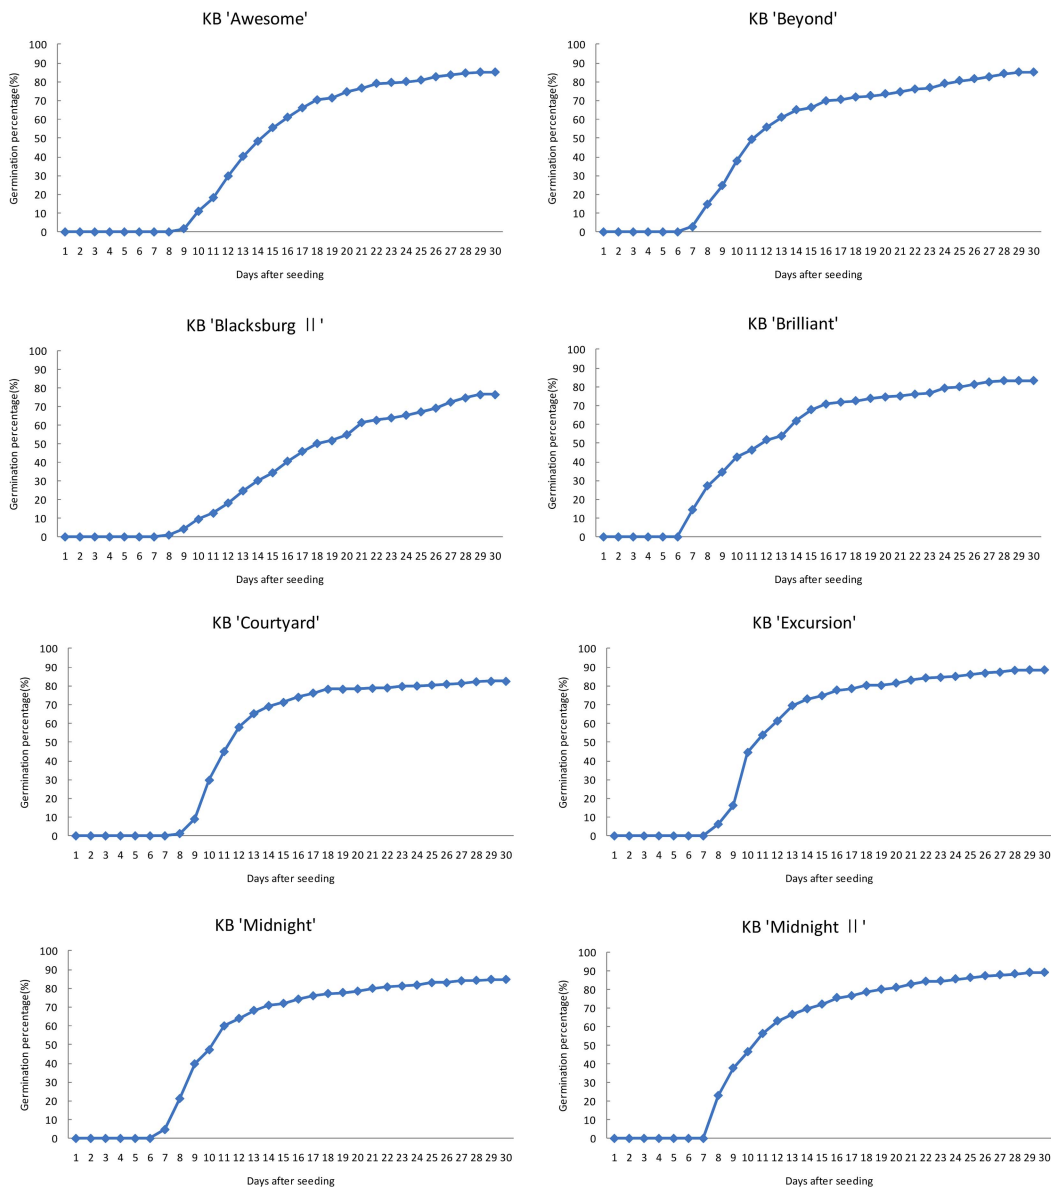 KB 'Awesome'
Germination percentage(%)
100
90
80
70
60
50
40
30
20
10
0
1 2 3 4 5 6 7 8 9 10 11 12 13 14 15 16 17 18 19 20 21 22 23 24 25 26 27 28 29 30
Days after seeding
KB 'Beyond'
Germination percentage(%)
100
90
80
70
60
50
40
30
20
10
0
1 2 3 4 5 6 7 8 9 10 11 12 13 14 15 16 17 18 19 20 21 22 23 24 25 26 27 28 29 30
Days after seeding
KB 'Blacksburg Ⅱ'
Germination percentage(%)
100
90
80
70
60
50
40
30
20
10
0
1 2 3 4 5 6 7 8 9 10 11 12 13 14 15 16 17 18 19 20 21 22 23 24 25 26 27 28 29 30
Days after seeding
KB 'Brilliant'
Germination percentage(%)
100
90
80
70
60
50
40
30
20
10
0
1 2 3 4 5 6 7 8 9 10 11 12 13 14 15 16 17 18 19 20 21 22 23 24 25 26 27 28 29 30
Days after seeding
KB 'Courtyard'
Germination percentage(%)
100
90
80
70
60
50
40
30
20
10
0
1 2 3 4 5 6 7 8 9 10 11 12 13 14 15 16 17 18 19 20 21 22 23 24 25 26 27 28 29 30
Days after seeding
KB 'Excursion'
Germination percentage(%)
100
90
80
70
60
50
40
30
20
10
0
1 2 3 4 5 6 7 8 9 10 11 12 13 14 15 16 17 18 19 20 21 22 23 24 25 26 27 28 29 30
Days after seeding
KB 'Midnight'
Germination percentage(%)
100
90
80
70
60
50
40
30
20
10
0
1 2 3 4 5 6 7 8 9 10 11 12 13 14 15 16 17 18 19 20 21 22 23 24 25 26 27 28 29 30
Days after seeding
KB 'Midnight Ⅱ'
Germination percentage(%)
100
90
80
70
60
50
40
30
20
10
0
1 2 3 4 5 6 7 8 9 10 11 12 13 14 15 16 17 18 19 20 21 22 23 24 25 26 27 28 29 30
Days after seeding